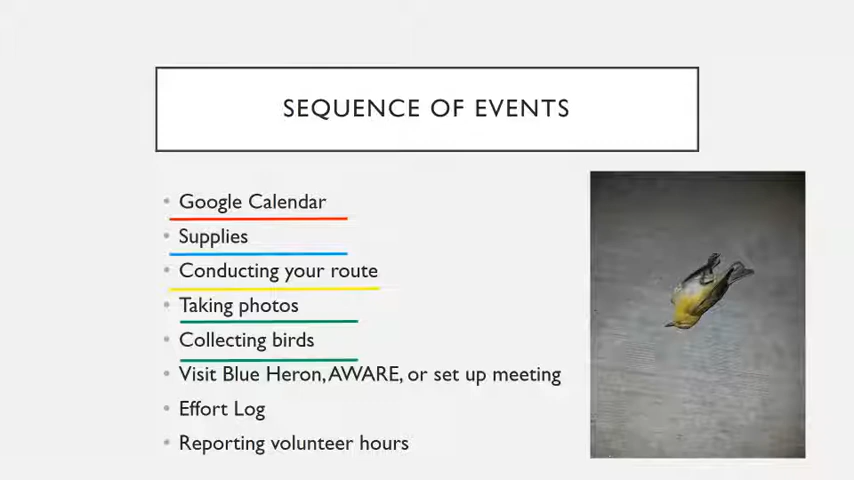 SEQUENCE OF EVENTS
Google Calendar
Supplies
Conducting your route
Taking photos
Collecting birds
Visit Blue Heron, AWARE, or set up meeting
Effort Log
Reporting volunteer hours